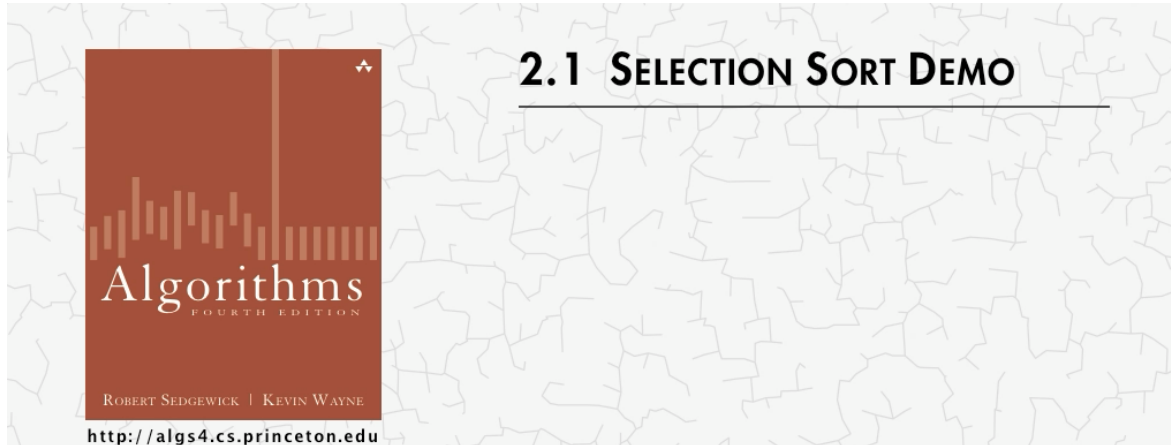 2.1 SELECTION SORT DEMO
Algorithms
FOURTH EDITION
ROBERT SEDGEWICK | KEVIN WAYNE
http://algs4.cs.princeton.edu